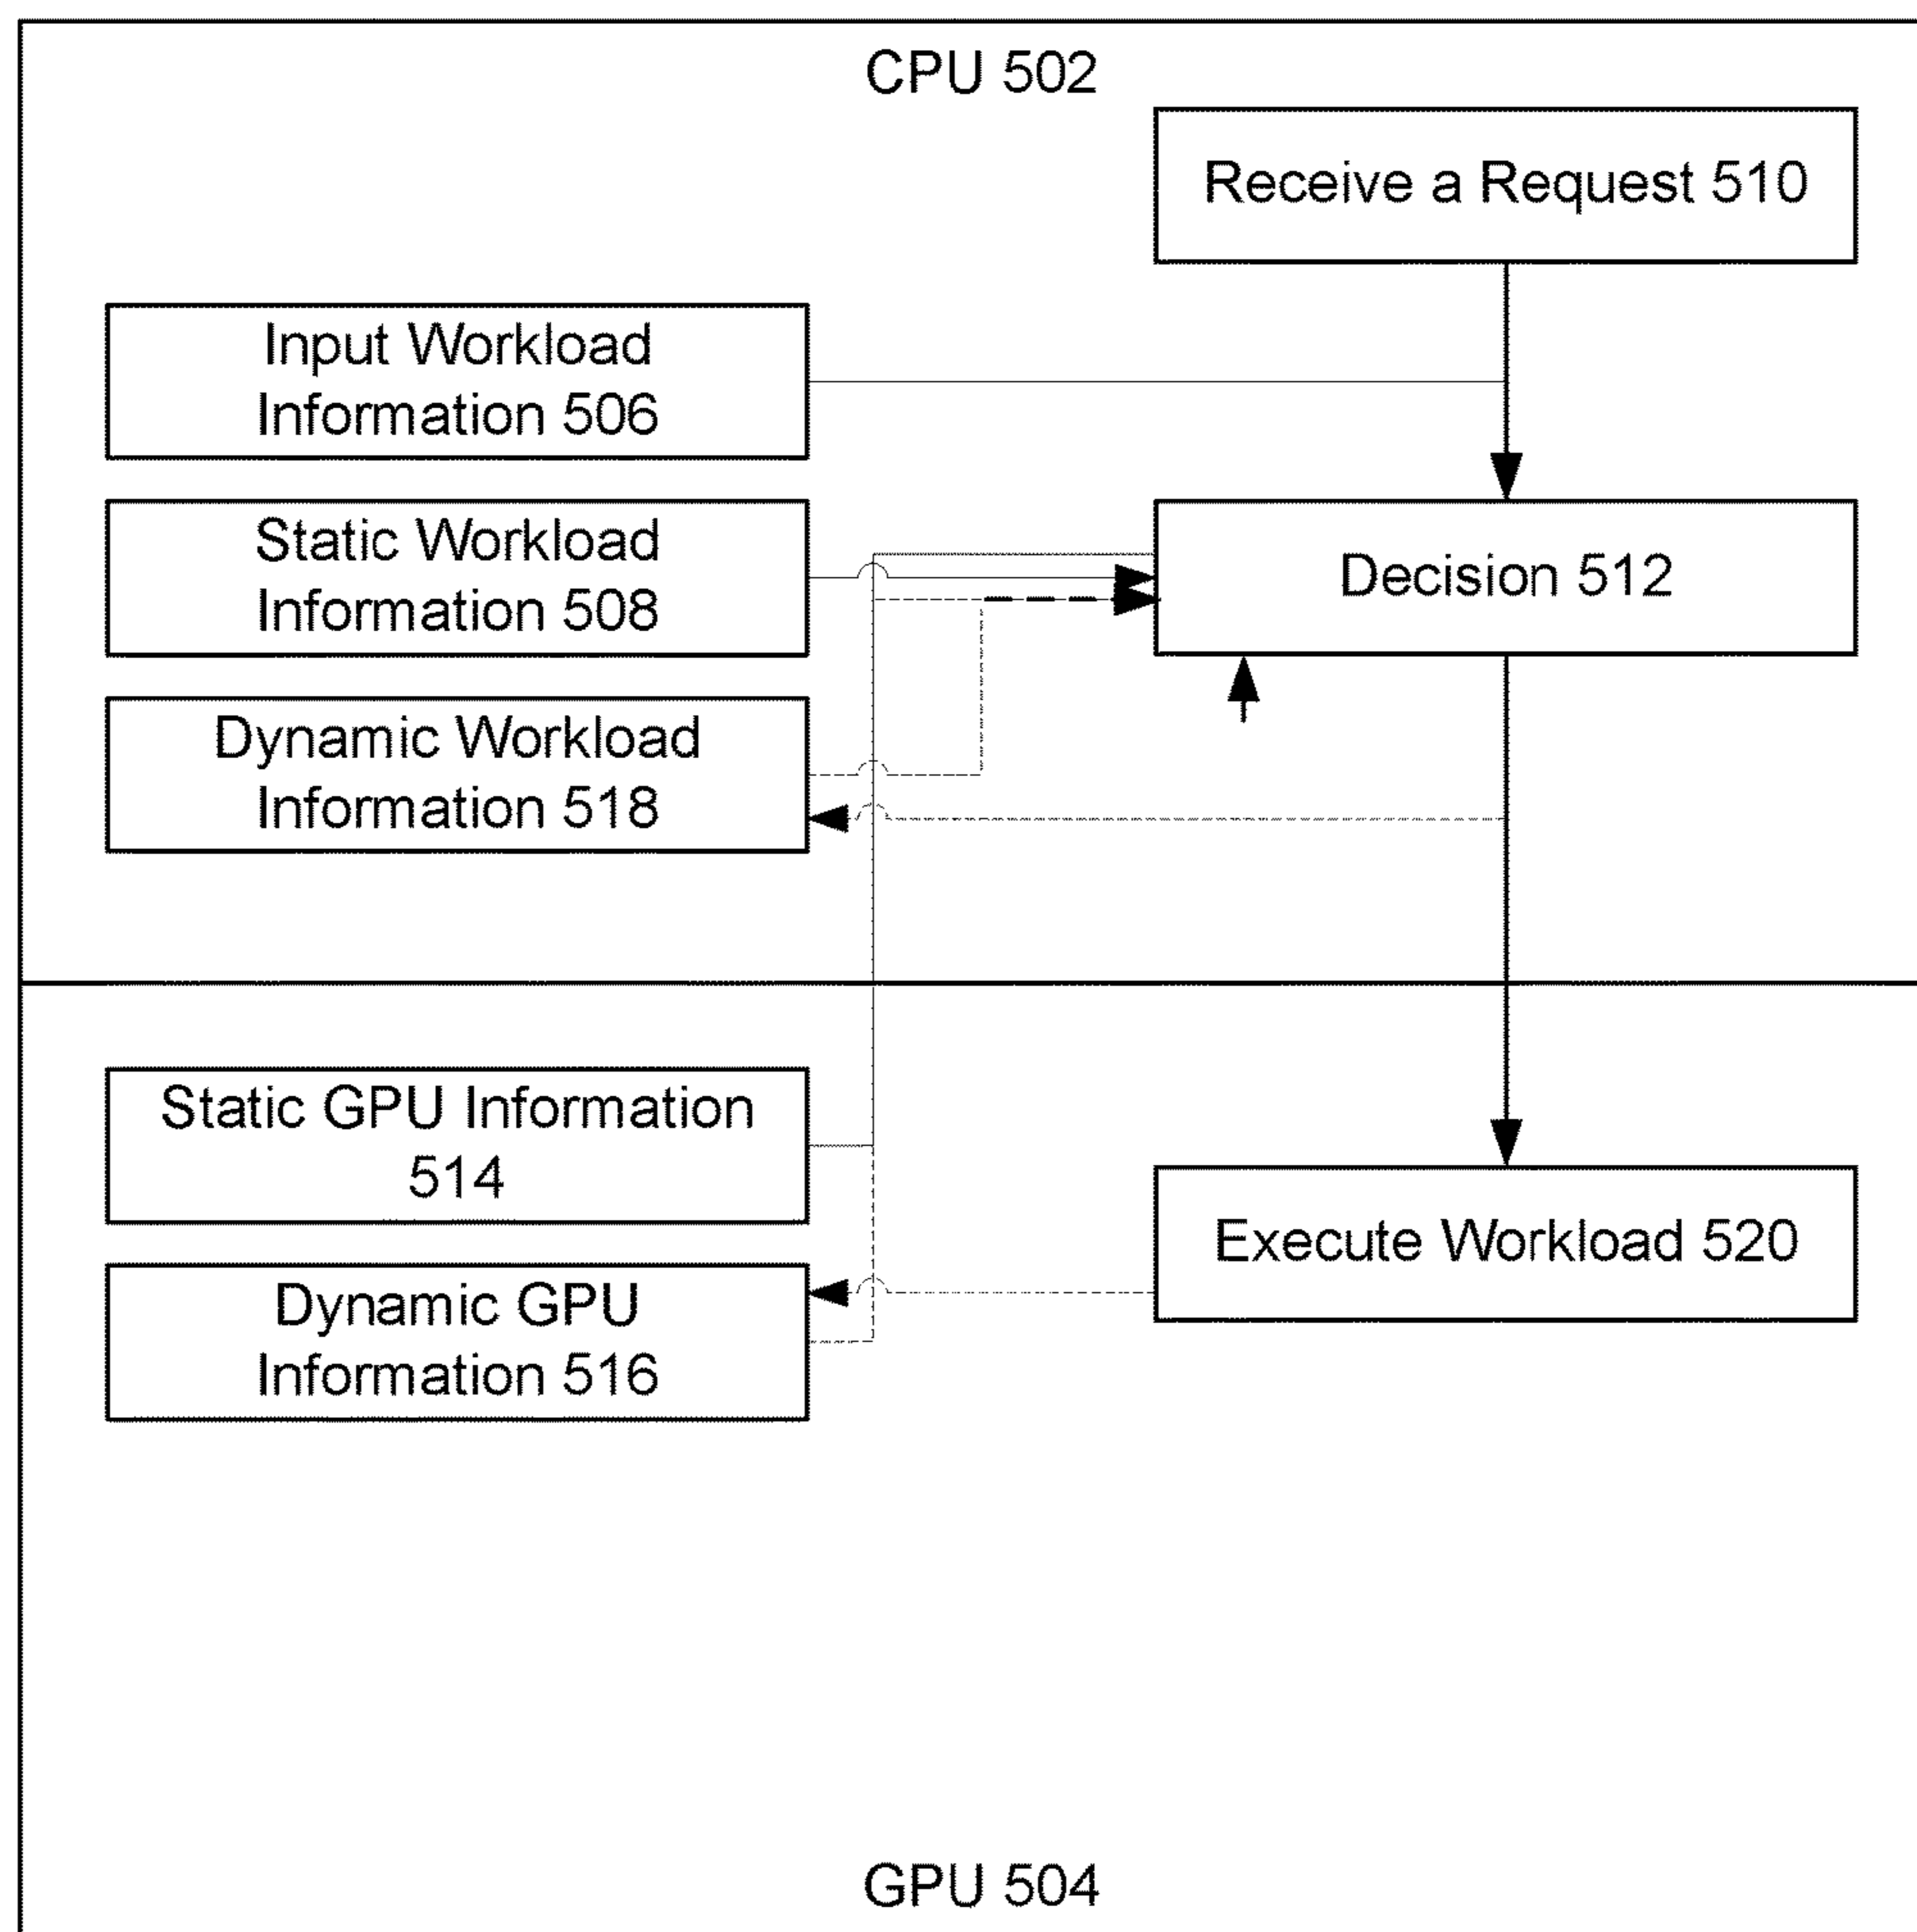 CPU 502
Receive a Request 510
Input Workload
Information 506
Static Workload
Information 508
Decision 512
Dynamic Workload
Information 518
Static GPU Information
514
Execute Workload 520
Dynamic GPU
Information 516
GPU 504